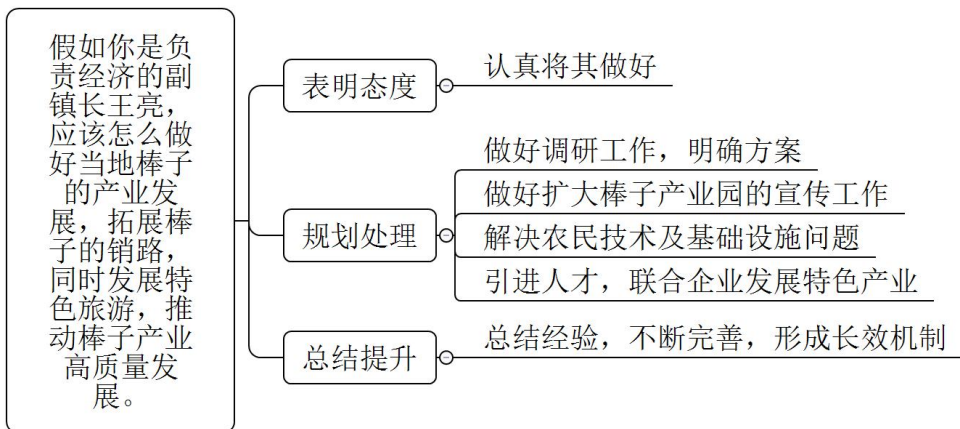 假如你是负
责经济的副
镇长王亮，
应该怎么做
好当地棒子
的产业发
展，拓展棒
子的销路，
同时发展特
色旅游，推
动棒子产业
高质量发
展。
表明态度
认真将其做好
规划处理
做好调研工作，明确方案
做好扩大棒子产业园的宣传工作
解决农民技术及基础设施问题
引进人才，联合企业发展特色产业
总结提升
总结经验，不断完善，形成长效机制